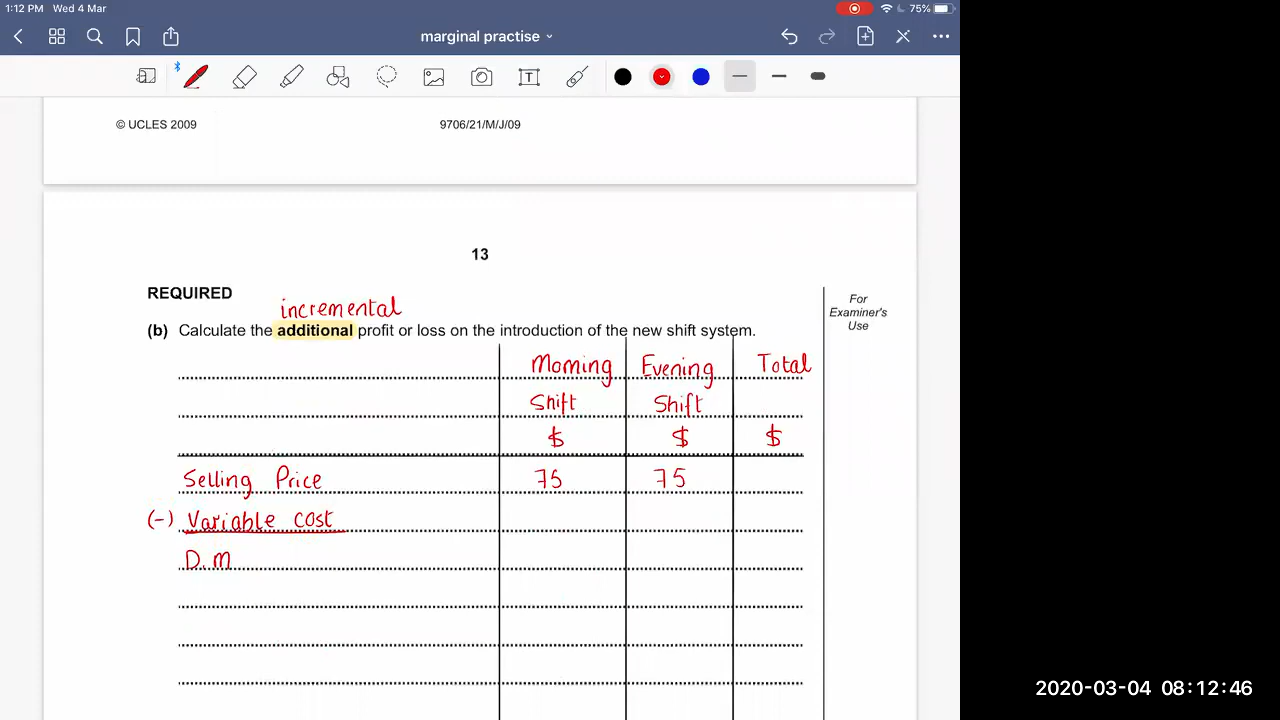 1:12 PM Wed 4 Mar 75%
marginal practise
T
© UCLES 2009 9706/21/M/J/09
13
REQUIRED
For
Examiner's
Use
incremental
(b) Calculate the additional profit or loss on the introduction of the new shift system.
Morning Evening Total
Shift Shift
$ $ $
Selling Price 75 75
(-) Variable cost
D.M
2020-03-04 08:12:46